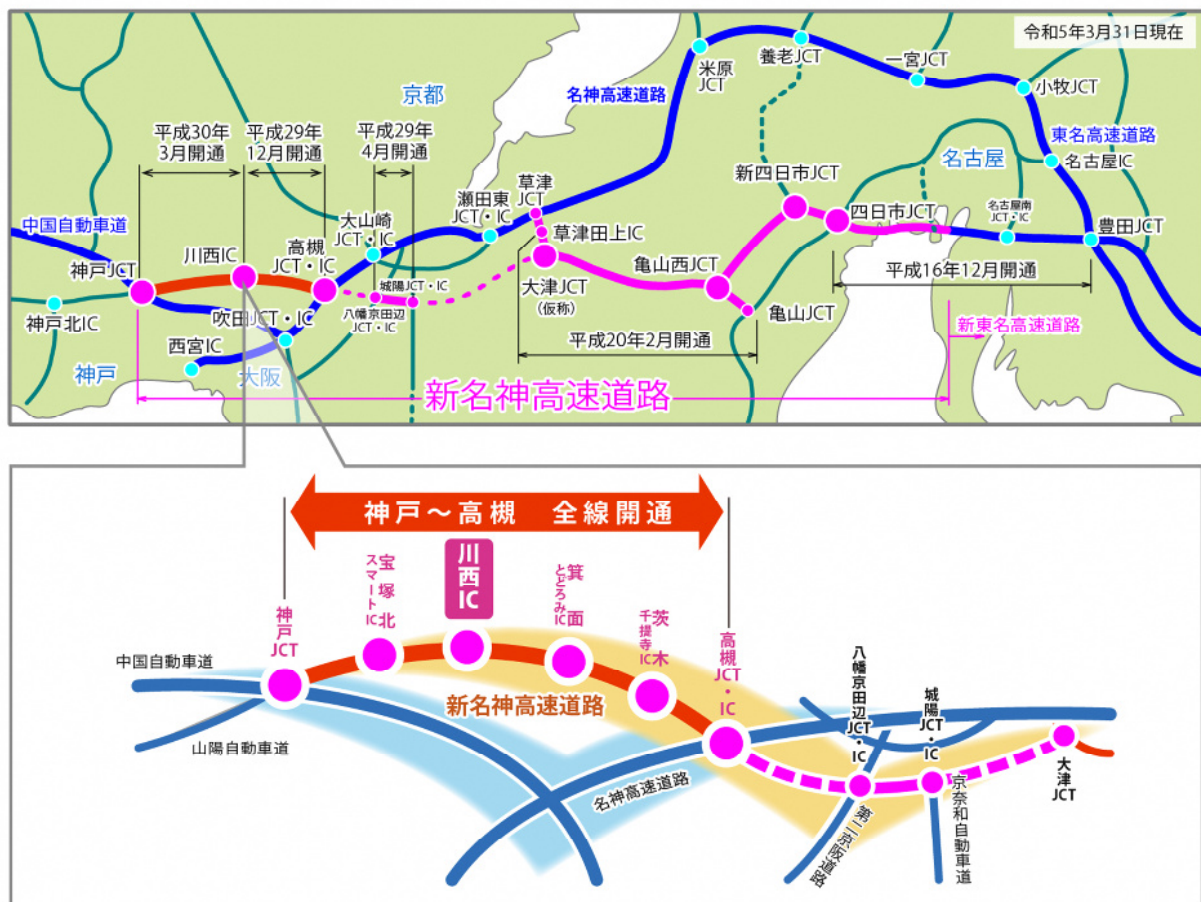 令和5年3月31日現在
米原
JCT
養老JCT
一宮JCT
小牧JCT
名神高速道路
京都
平成30年
3月開通
平成29年
12月開通
平成29年
4月開通
東名高速道路
名古屋
名古屋IC
新四日市JCT
草津
JCT
瀬田東
JCT・IC
大山崎
JCT・IC
四日市JCT
名古屋南
JCT・IC
豊田JCT
中国自動車道
川西IC
高槻
JCT・IC
草津田上IC
神戸JCT
城陽JCT・IC
亀山西JCT
大津JCT
(仮称)
平成16年12月開通
神戸北IC
吹田JCT・IC
八幡京田辺
JCT・IC
亀山JCT
新東名高速道路
西宮IC
平成20年2月開通
神戸
大阪
新名神高速道路
神戸～高槻 全線開通
神戸
JCT
宝塚北
スマートIC
川西
IC
箕面
とどろみIC
茨木
千提寺IC
高槻
JCT・IC
八幡京田辺
JCT・IC
城陽
JCT・IC
中国自動車道
新名神高速道路
山陽自動車道
名神高速道路
大津
JCT
第二京阪道路
京奈和自動車道